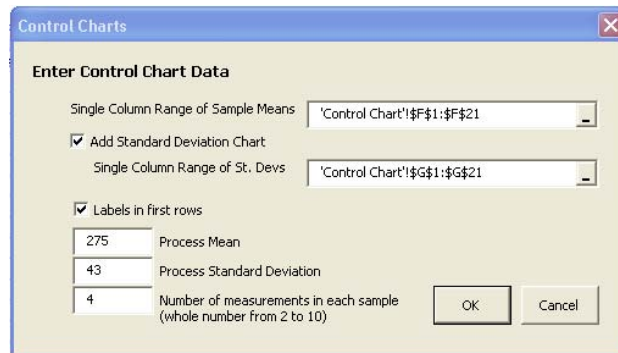 Control Charts
Enter Control Chart Data
Single Column Range of Sample Means 'Control Chart'!$F$1:$F$21
Add Standard Deviation Chart
Single Column Range of St. Devs 'Control Chart'!$G$1:$G$21
Labels in first rows
275 Process Mean
43 Process Standard Deviation
4 Number of measurements in each sample
(whole number from 2 to 10)
OK Cancel